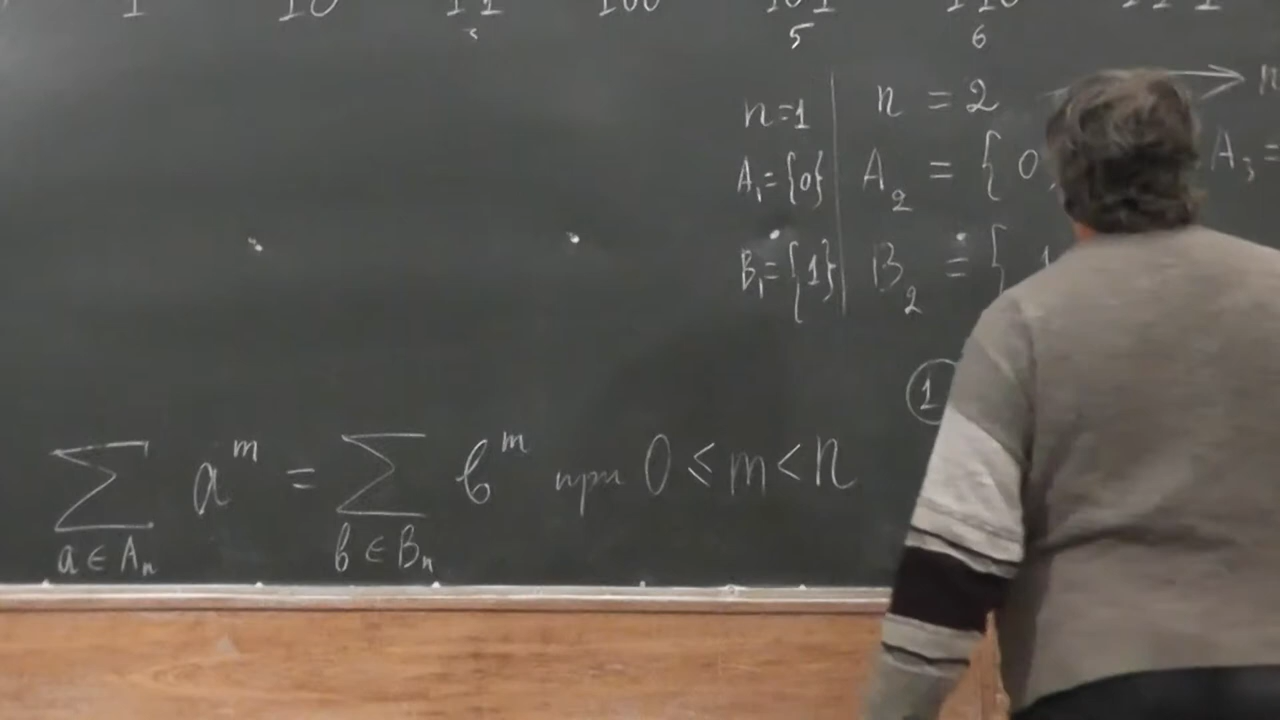 1 10 11 100 101 110 111
3 5 6
n=1 n = 2 → n
A₁={0} A₂ = { 0, A₃ =
B₁={1} B₂ = { 1
①
∑ aᵐ = ∑ bᵐ при 0 ≤ m < n
a ∈ Aₙ b ∈ Bₙ